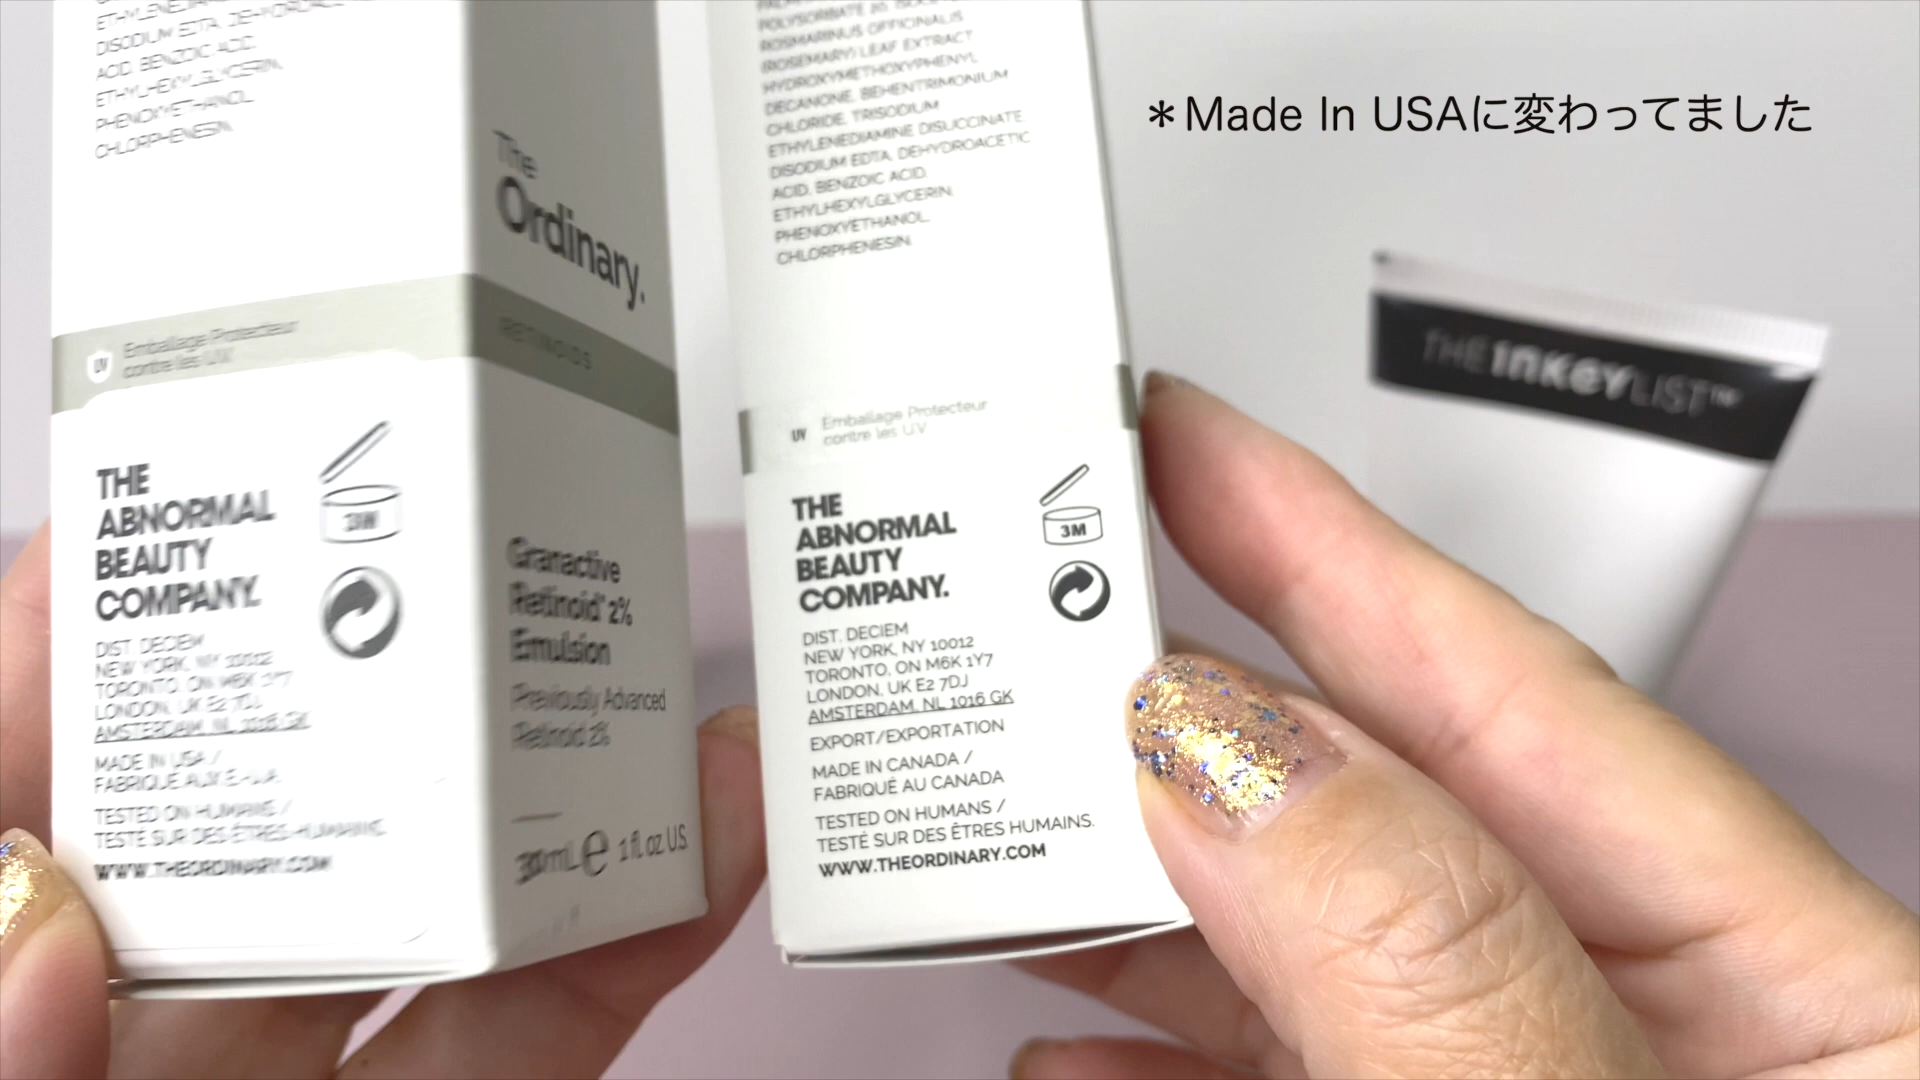 DISODIUM EDTA, DEHYDROACETIC
ACID, BENZOIC ACID,
ETHYLHEXYLGLYCERIN,
PHENOXYETHANOL,
CHLORPHENESIN.
UV
Emballage Protecteur
contre les UV
THE
ABNORMAL
BEAUTY
COMPANY.
DIST. DECIEM
NEW YORK, NY 10012
TORONTO, ON M6K 1Y7
LONDON, UK E2 7DJ
AMSTERDAM, NL 1016 GK
MADE IN USA /
FABRIQUÉ AUX É.-U.A.
TESTED ON HUMANS /
TESTÉ SUR DES ÊTRES HUMAINS.
WWW.THEORDINARY.COM
The
Ordinary.
RETINOIDS
Granactive
Retinoid* 2%
Emulsion
Previously Advanced
Retinoid 2%
30 mL e 1 fl. oz. U.S.
POLYSORBATE 20,
ROSMARINUS OFFICINALIS
(ROSEMARY) LEAF EXTRACT,
HYDROXYMETHOXYPHENYL
DECANONE, BEHENTRIMONIUM
CHLORIDE, TRISODIUM
ETHYLENEDIAMINE DISUCCINATE,
DISODIUM EDTA, DEHYDROACETIC
ACID, BENZOIC ACID,
ETHYLHEXYLGLYCERIN,
PHENOXYETHANOL,
CHLORPHENESIN.
UV
Emballage Protecteur
contre les UV
THE
ABNORMAL
BEAUTY
COMPANY.
3M
DIST. DECIEM
NEW YORK, NY 10012
TORONTO, ON M6K 1Y7
LONDON, UK E2 7DJ
AMSTERDAM, NL 1016 GK
EXPORT/EXPORTATION
MADE IN CANADA /
FABRIQUÉ AU CANADA
TESTED ON HUMANS /
TESTÉ SUR DES ÊTRES HUMAINS.
WWW.THEORDINARY.COM
＊Made In USAに変わってました
THE INKEY LIST™